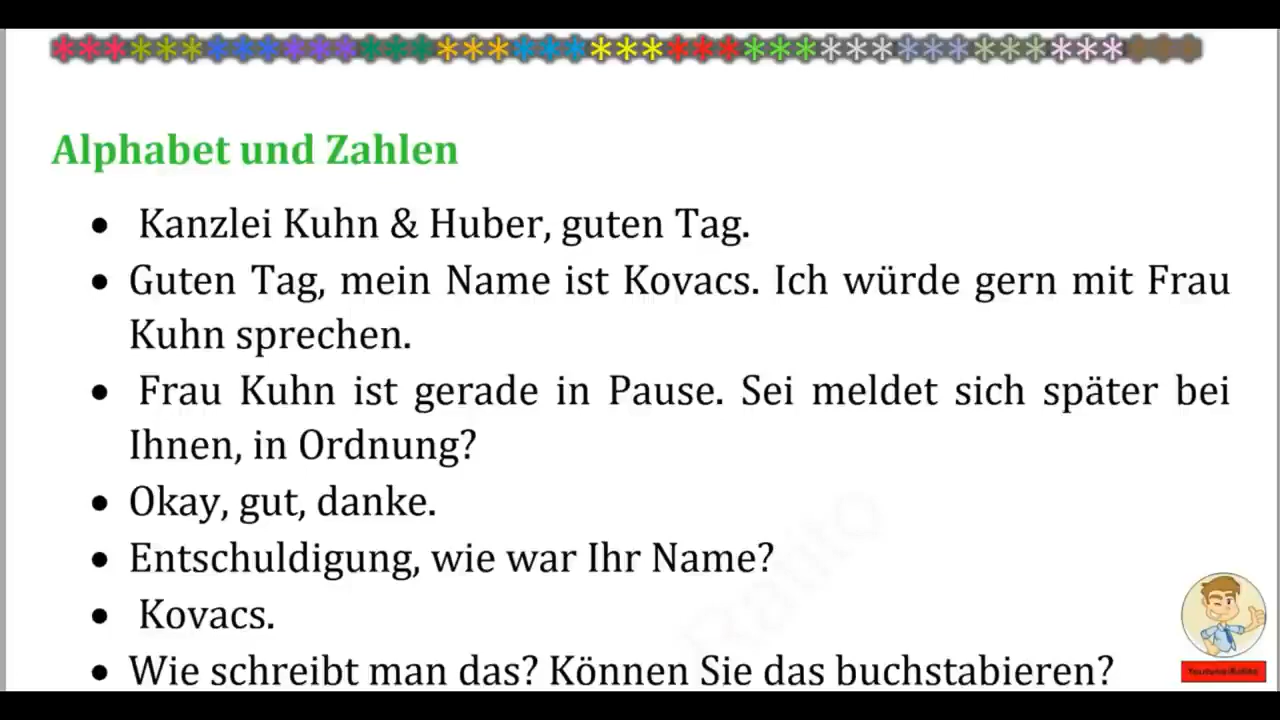 Alphabet und Zahlen
• Kanzlei Kuhn & Huber, guten Tag.
• Guten Tag, mein Name ist Kovacs. Ich würde gern mit Frau
Kuhn sprechen.
• Frau Kuhn ist gerade in Pause. Sei meldet sich später bei
Ihnen, in Ordnung?
• Okay, gut, danke.
• Entschuldigung, wie war Ihr Name?
• Kovacs.
• Wie schreibt man das? Können Sie das buchstabieren?